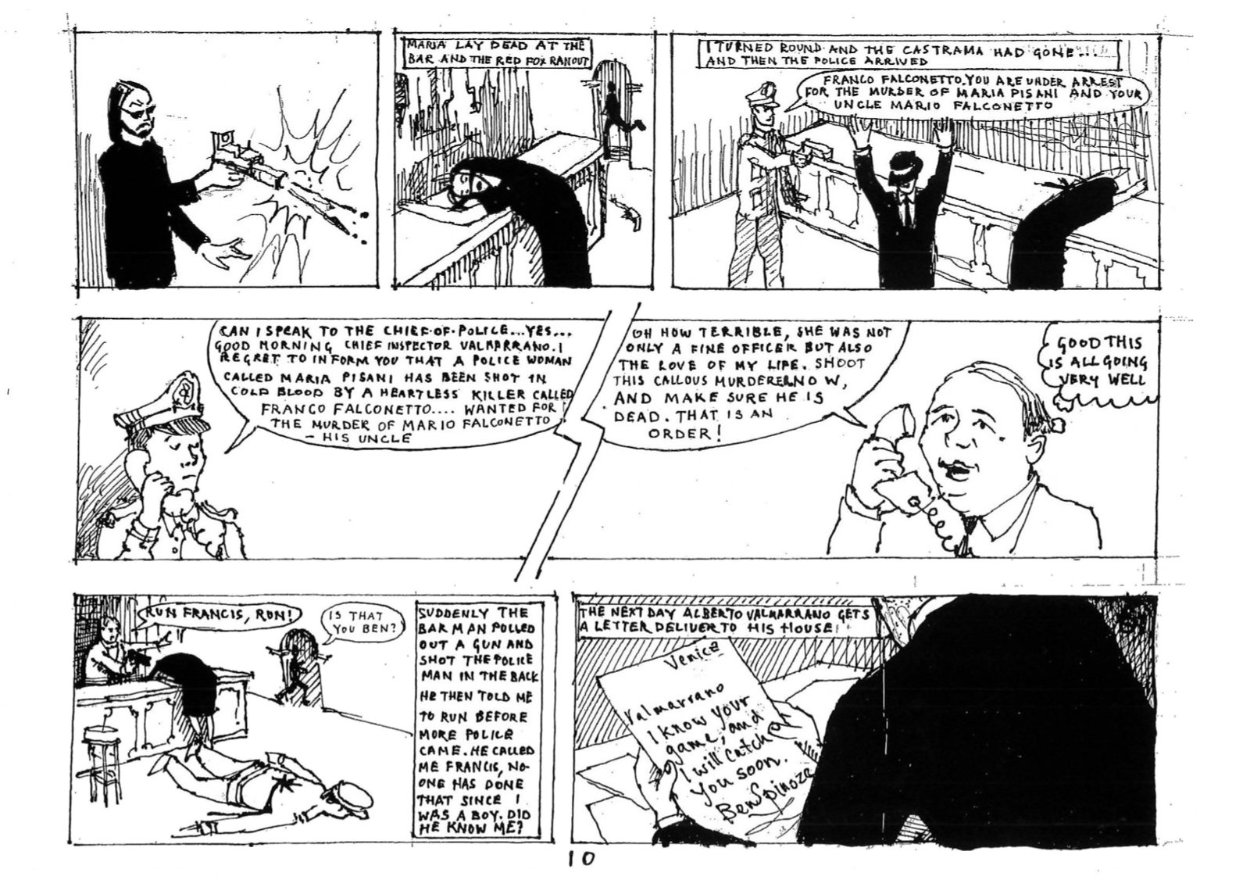 MARIA LAY DEAD AT THE
BAR AND THE RED FOX RAN OUT
I TURNED ROUND AND THE CASTRAMA HAD GONE....
AND THEN THE POLICE ARRIVED
FRANCO FALCONETTO, YOU ARE UNDER ARREST
FOR THE MURDER OF MARIA PISANI AND YOUR
UNCLE MARIO FALCONETTO
CAN I SPEAK TO THE CHIEF-OF-POLICE...YES...
GOOD MORNING CHIEF INSPECTOR VALMARRANO. I
REGRET TO INFORM YOU THAT A POLICE WOMAN
CALLED MARIA PISANI HAS BEEN SHOT IN
COLD BLOOD BY A HEARTLESS KILLER CALLED
FRANCO FALCONETTO.... WANTED FOR
THE MURDER OF MARIO FALCONETTO
– HIS UNCLE
OH HOW TERRIBLE, SHE WAS NOT
ONLY A FINE OFFICER BUT ALSO
THE LOVE OF MY LIFE. SHOOT
THIS CALLOUS MURDERER NOW,
AND MAKE SURE HE IS
DEAD. THAT IS AN
ORDER!
GOOD THIS
IS ALL GOING
VERY WELL
RUN FRANCIS, RUN!
IS THAT
YOU BEN?
SUDDENLY THE
BAR MAN PULLED
OUT A GUN AND
SHOT THE POLICE
MAN IN THE BACK
HE THEN TOLD ME
TO RUN BEFORE
MORE POLICE
CAME. HE CALLED
ME FRANCIS, NO-
ONE HAS DONE
THAT SINCE I
WAS A BOY. DID
HE KNOW ME?
THE NEXT DAY ALBERTO VALMARRANO GETS
A LETTER DELIVER TO HIS HOUSE!
Venice
Valmarrano
I know your
game, and
I will catch
you soon.
Ben Spinoza
10